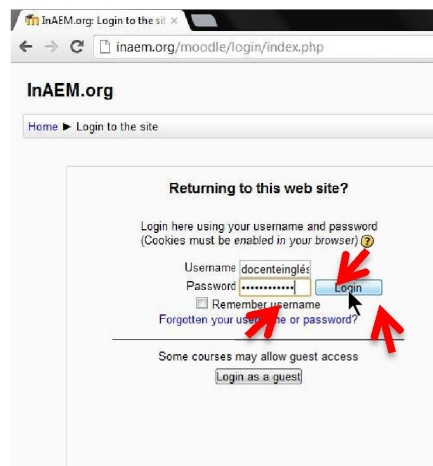 InAEM.org: Login to the sit
inaem.org/moodle/login/index.php
InAEM.org
Home ► Login to the site
Returning to this web site?
Login here using your username and password
(Cookies must be enabled in your browser) ?
Username docenteinglés
Password ••••••••••••
Login
Remember username
Forgotten your username or password?
Some courses may allow guest access
Login as a guest